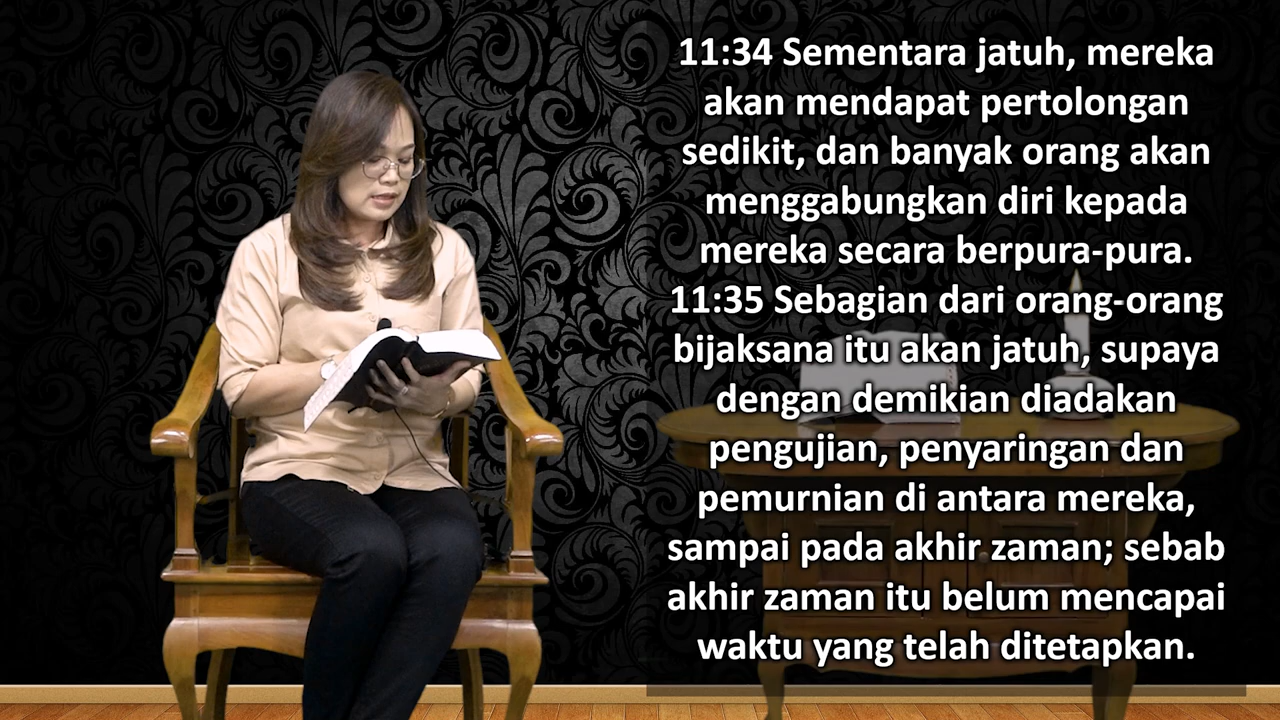 11:34 Sementara jatuh, mereka
akan mendapat pertolongan
sedikit, dan banyak orang akan
menggabungkan diri kepada
mereka secara berpura-pura.
11:35 Sebagian dari orang-orang
bijaksana itu akan jatuh, supaya
dengan demikian diadakan
pengujian, penyaringan dan
pemurnian di antara mereka,
sampai pada akhir zaman; sebab
akhir zaman itu belum mencapai
waktu yang telah ditetapkan.